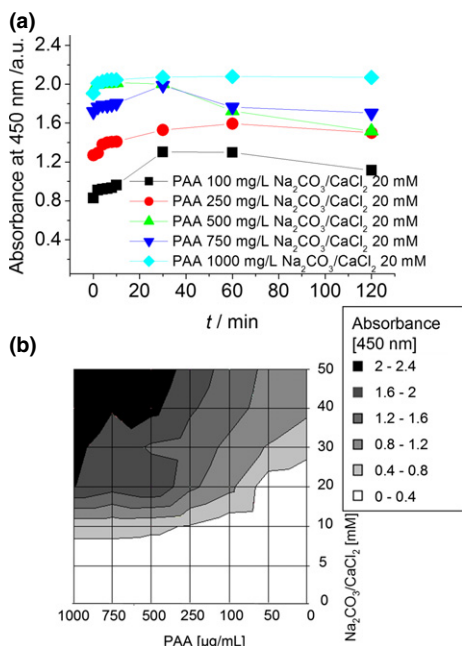 (a)
2.4
2.0
1.6
1.2
0.8
0.4
Absorbance at 450 nm /a.u.
PAA 100 mg/L Na₂CO₃/CaCl₂ 20 mM
PAA 250 mg/L Na₂CO₃/CaCl₂ 20 mM
PAA 500 mg/L Na₂CO₃/CaCl₂ 20 mM
PAA 750 mg/L Na₂CO₃/CaCl₂ 20 mM
PAA 1000 mg/L Na₂CO₃/CaCl₂ 20 mM
0 20 40 60 80 100 120
t / min
Absorbance
[450 nm]
2 - 2.4
1.6 - 2
1.2 - 1.6
0.8 - 1.2
0.4 - 0.8
0 - 0.4
(b)
50
40
30
20
10
5
0
Na₂CO₃/CaCl₂ [mM]
1000 750 500 250 100 50 0
PAA [µg/mL]